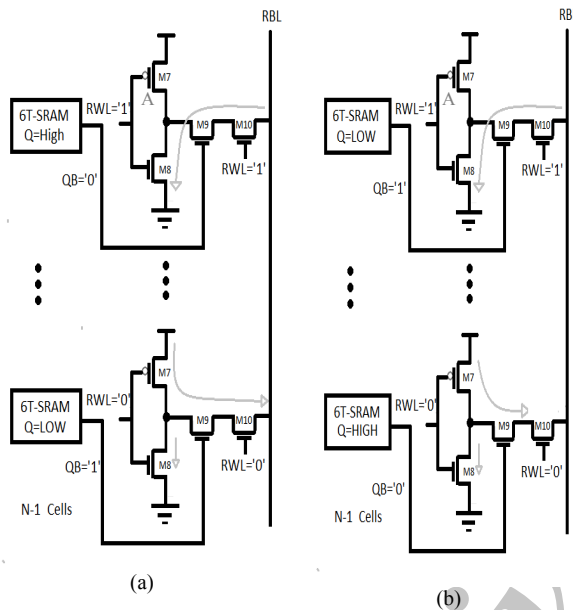 RBL
M7
A
6T-SRAM
Q=High
RWL='1'
M9
M10
M8
RWL='1'
QB='0'
M7
6T-SRAM
Q=LOW
RWL='0'
M9
M10
M8
RWL='0'
QB='1'
N-1 Cells
(a)
RB
M7
A
6T-SRAM
Q=LOW
RWL='1'
M9
M10
M8
RWL='1'
QB='1'
M7
6T-SRAM
Q=HIGH
RWL='0'
M9
M10
M8
RWL='0'
QB='0'
N-1 Cells
(b)